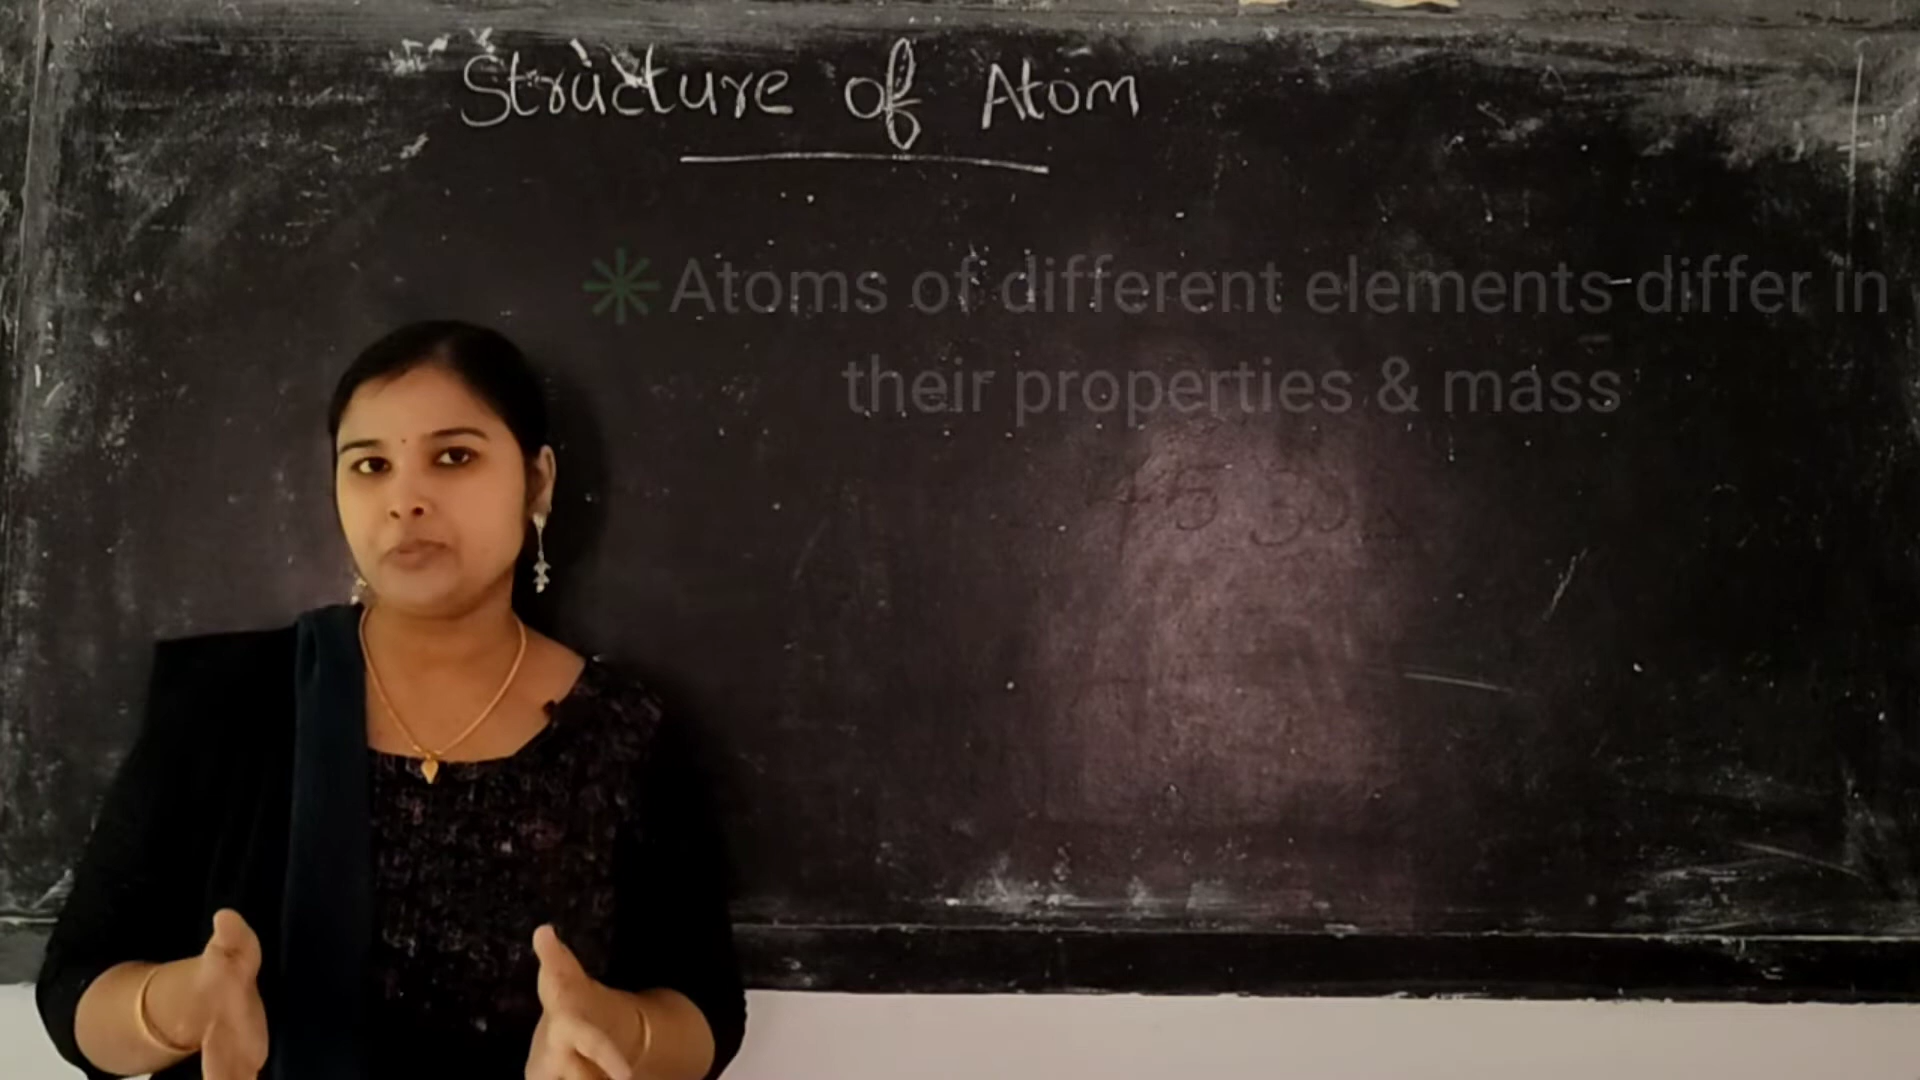 Structure of Atom
✳Atoms of different elements differ in
their properties & mass